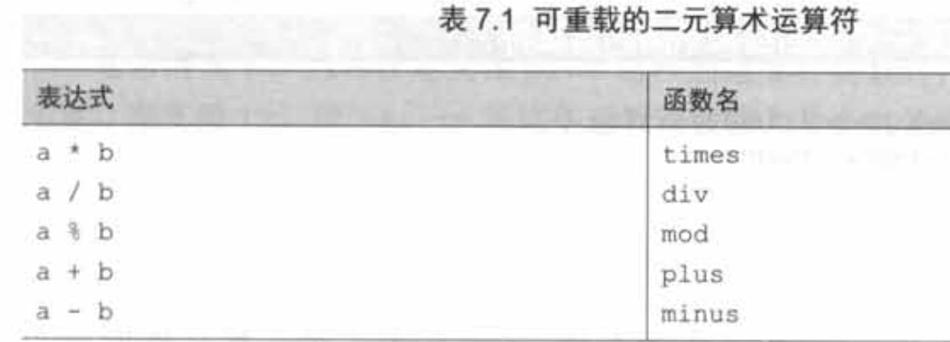 表 7.1 可重载的二元算术运算符
表达式 函数名
a * b times
a / b div
a % b mod
a + b plus
a - b minus